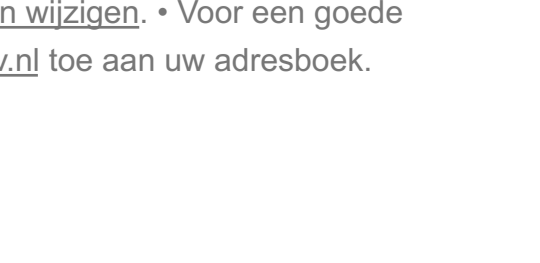 n wijzigen. • Voor een goede
v.nl toe aan uw adresboek.